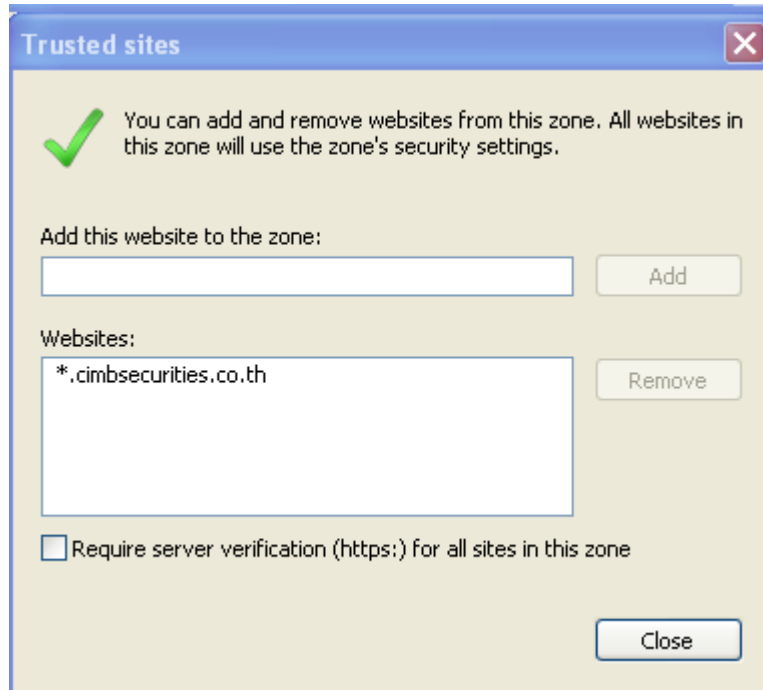 Trusted sites
You can add and remove websites from this zone. All websites in
this zone will use the zone's security settings.
Add this website to the zone:
Add
Websites:
*.cimbsecurities.co.th
Remove
Require server verification (https:) for all sites in this zone
Close